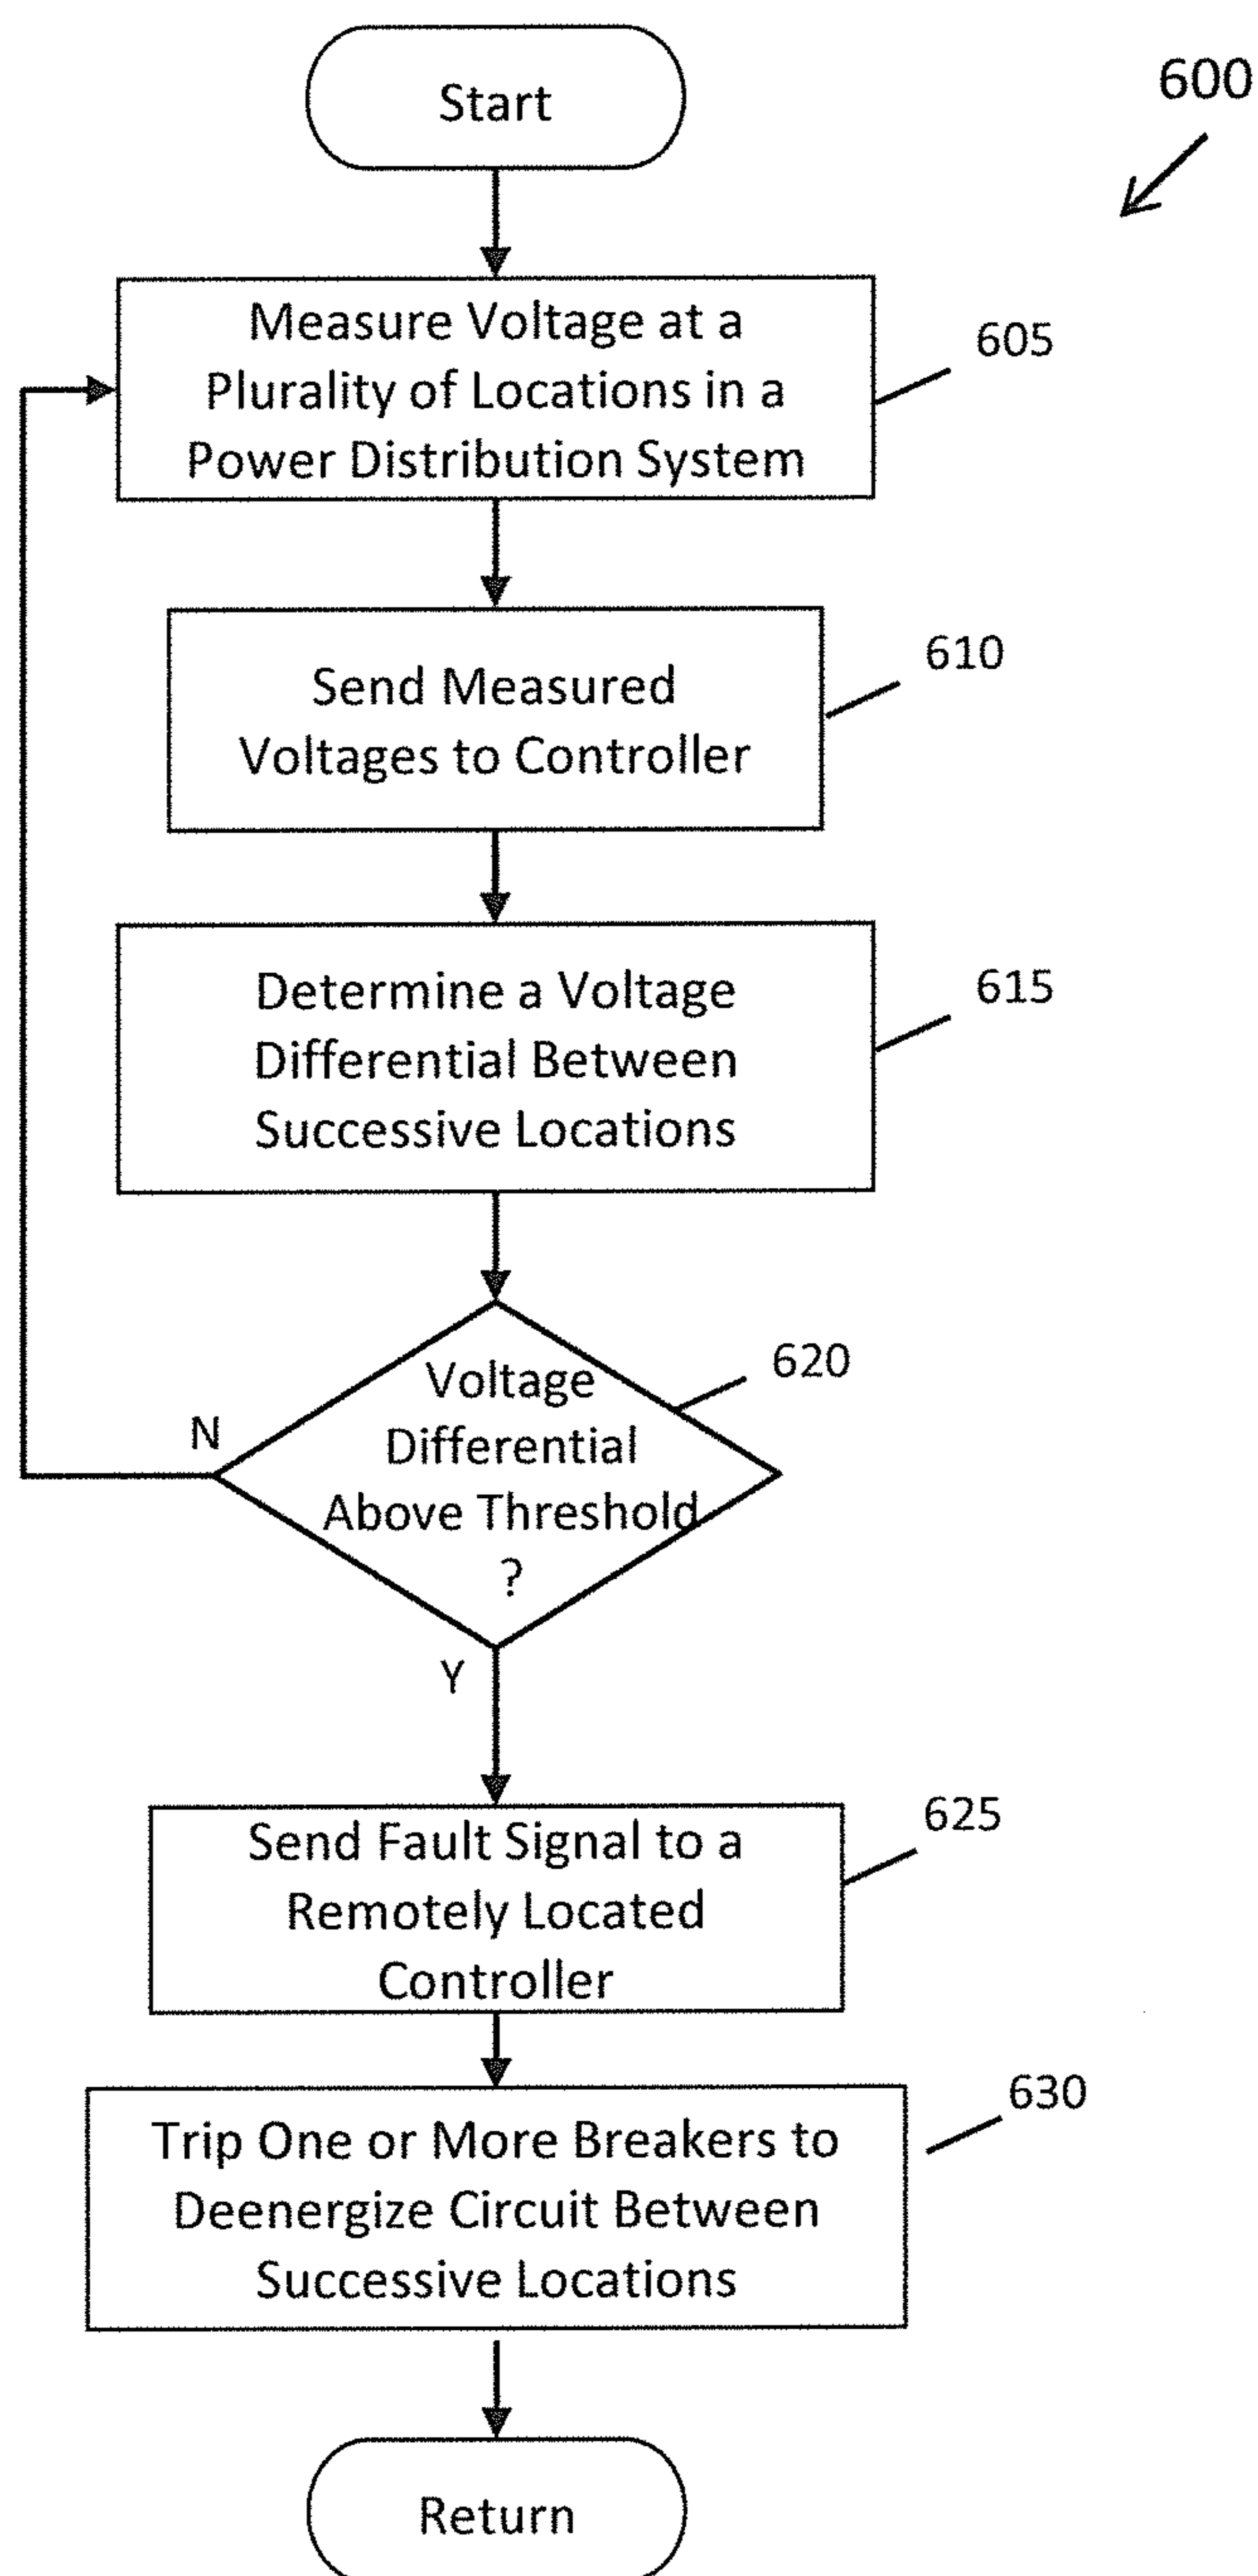 Start
600
Measure Voltage at a
Plurality of Locations in a
Power Distribution System
605
Send Measured
Voltages to Controller
610
Determine a Voltage
Differential Between
Successive Locations
615
Voltage
Differential
Above Threshold
?
620
N
Y
Send Fault Signal to a
Remotely Located
Controller
625
Trip One or More Breakers to
Deenergize Circuit Between
Successive Locations
630
Return